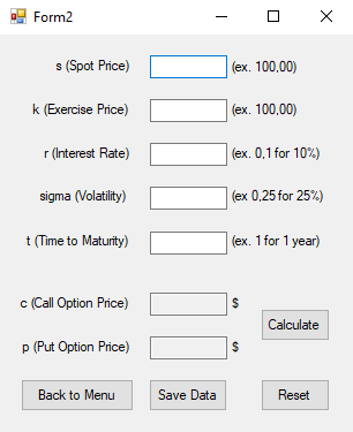 Form2
s (Spot Price) (ex. 100,00)
k (Exercise Price) (ex. 100,00)
r (Interest Rate) (ex. 0,1 for 10%)
sigma (Volatility) (ex 0,25 for 25%)
t (Time to Maturity) (ex. 1 for 1 year)
c (Call Option Price) $
Calculate
p (Put Option Price) $
Back to Menu Save Data Reset